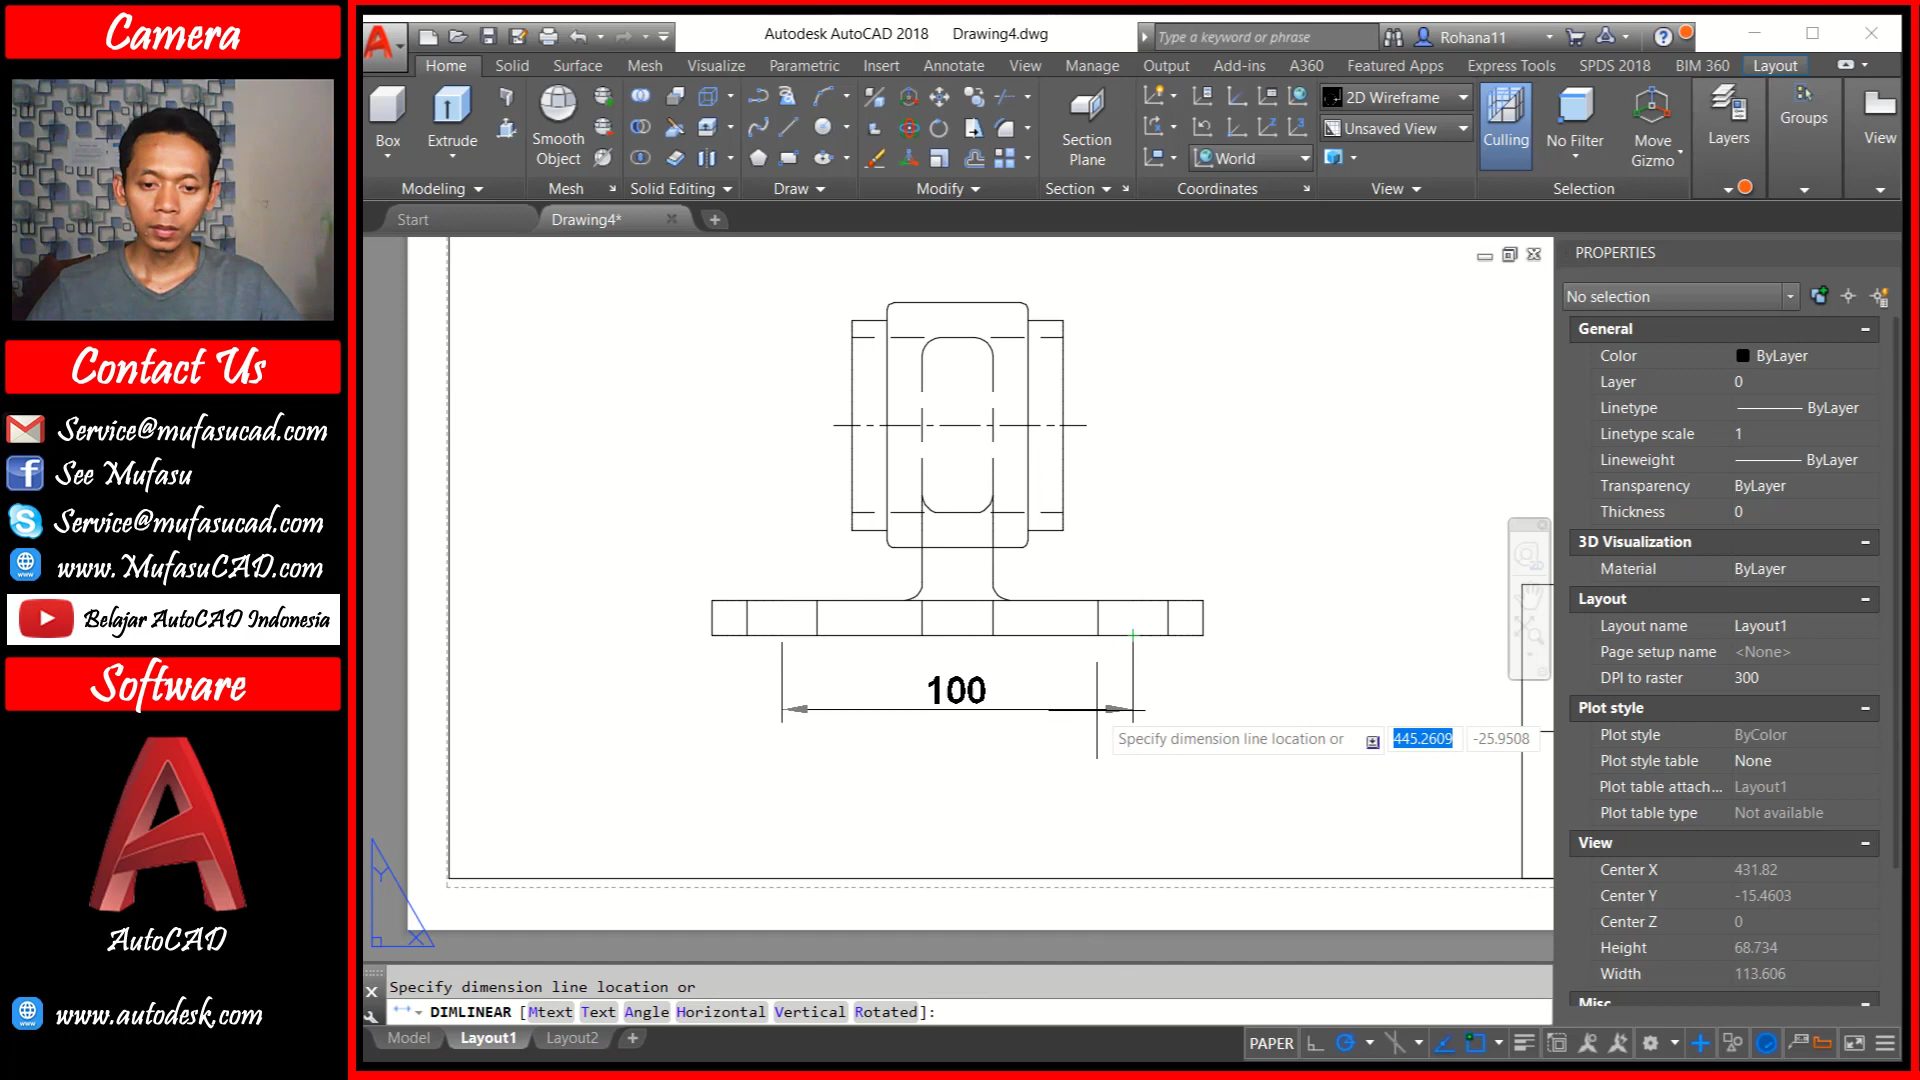 Camera
Contact Us
Service@mufasucad.com
See Mufasu
Service@mufasucad.com
www.MufasuCAD.com
Belajar AutoCAD Indonesia
Software
AutoCAD
www.autodesk.com
Autodesk AutoCAD 2018 Drawing4.dwg
Type a keyword or phrase
Rohana11
Home Solid Surface Mesh Visualize Parametric Insert Annotate View Manage Output Add-ins A360 Featured Apps Express Tools SPDS 2018 BIM 360 Layout
Box
Extrude
Smooth
Object
Section
Plane
World
2D Wireframe
Unsaved View
Culling
No Filter
Move
Gizmo
Layers
Groups
View
Modeling Mesh Solid Editing Draw Modify Section Coordinates View Selection
Start Drawing4*
100
Specify dimension line location or 445.2609 -25.9508
Y
X
PROPERTIES
No selection
General
Color ByLayer
Layer 0
Linetype ByLayer
Linetype scale 1
Lineweight ByLayer
Transparency ByLayer
Thickness 0
3D Visualization
Material ByLayer
Layout
Layout name Layout1
Page setup name <None>
DPI to raster 300
Plot style
Plot style ByColor
Plot style table None
Plot table attach... Layout1
Plot table type Not available
View
Center X 431.82
Center Y -15.4603
Center Z 0
Height 68.734
Width 113.606
Misc
Specify dimension line location or
DIMLINEAR [Mtext Text Angle Horizontal Vertical Rotated]:
Model Layout1 Layout2
PAPER